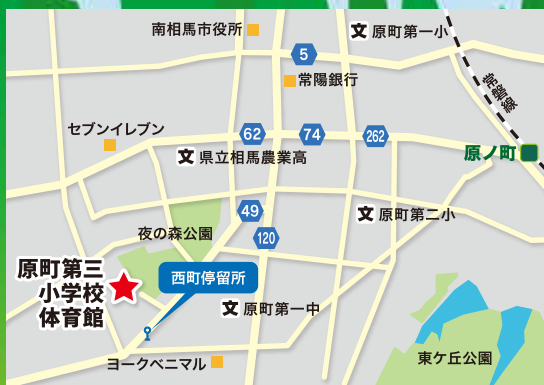 南相馬市役所
文 原町第一小
5
常陽銀行
常磐線
セブンイレブン
62
74
262
文 県立相馬農業高
原ノ町
49
夜の森公園
120
文 原町第二小
原町第三
小学校
体育館
西町停留所
文 原町第一中
ヨークベニマル
東ケ丘公園